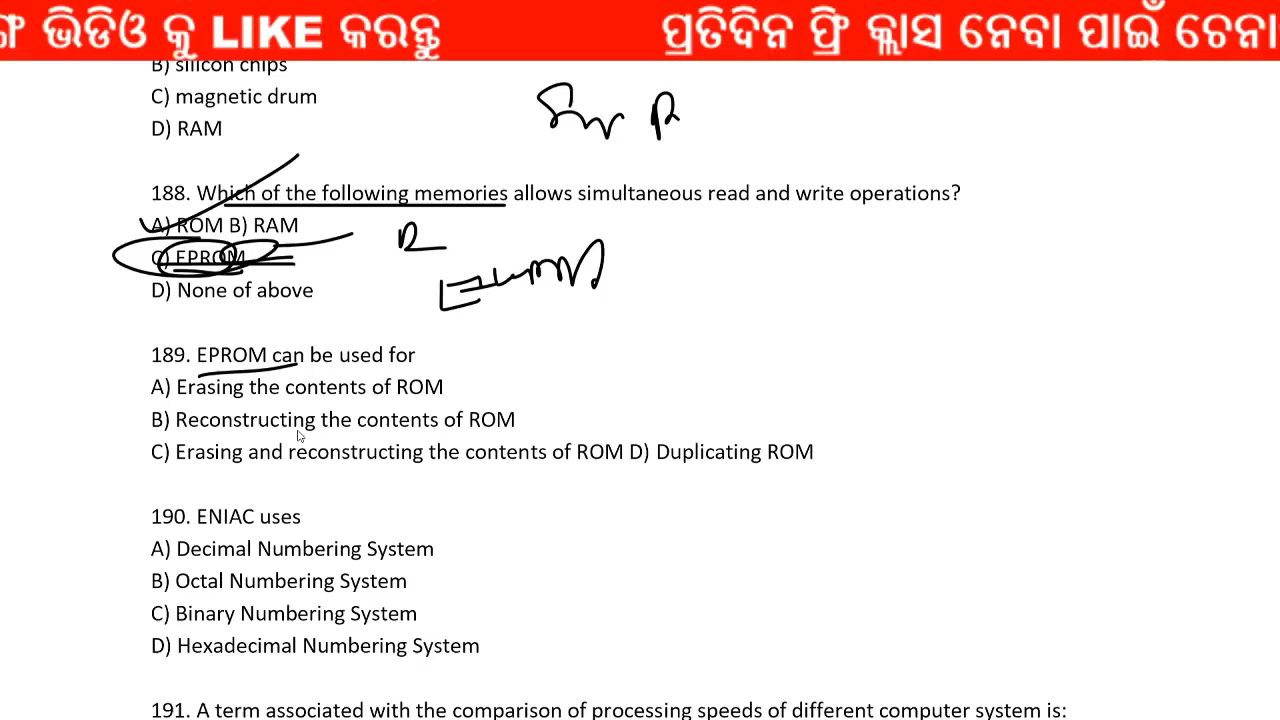 ଙ୍ଗ ଭିଡିଓ କୁ LIKE କରନ୍ତୁ ପ୍ରତିଦିନ ଫ୍ରି କ୍ଲାସ ନେବା ପାଇଁ ଚେନା
B) silicon chips
C) magnetic drum
D) RAM
188. Which of the following memories allows simultaneous read and write operations?
A) ROM B) RAM
C) EPROM
D) None of above
189. EPROM can be used for
A) Erasing the contents of ROM
B) Reconstructing the contents of ROM
C) Erasing and reconstructing the contents of ROM D) Duplicating ROM
190. ENIAC uses
A) Decimal Numbering System
B) Octal Numbering System
C) Binary Numbering System
D) Hexadecimal Numbering System
191. A term associated with the comparison of processing speeds of different computer system is: